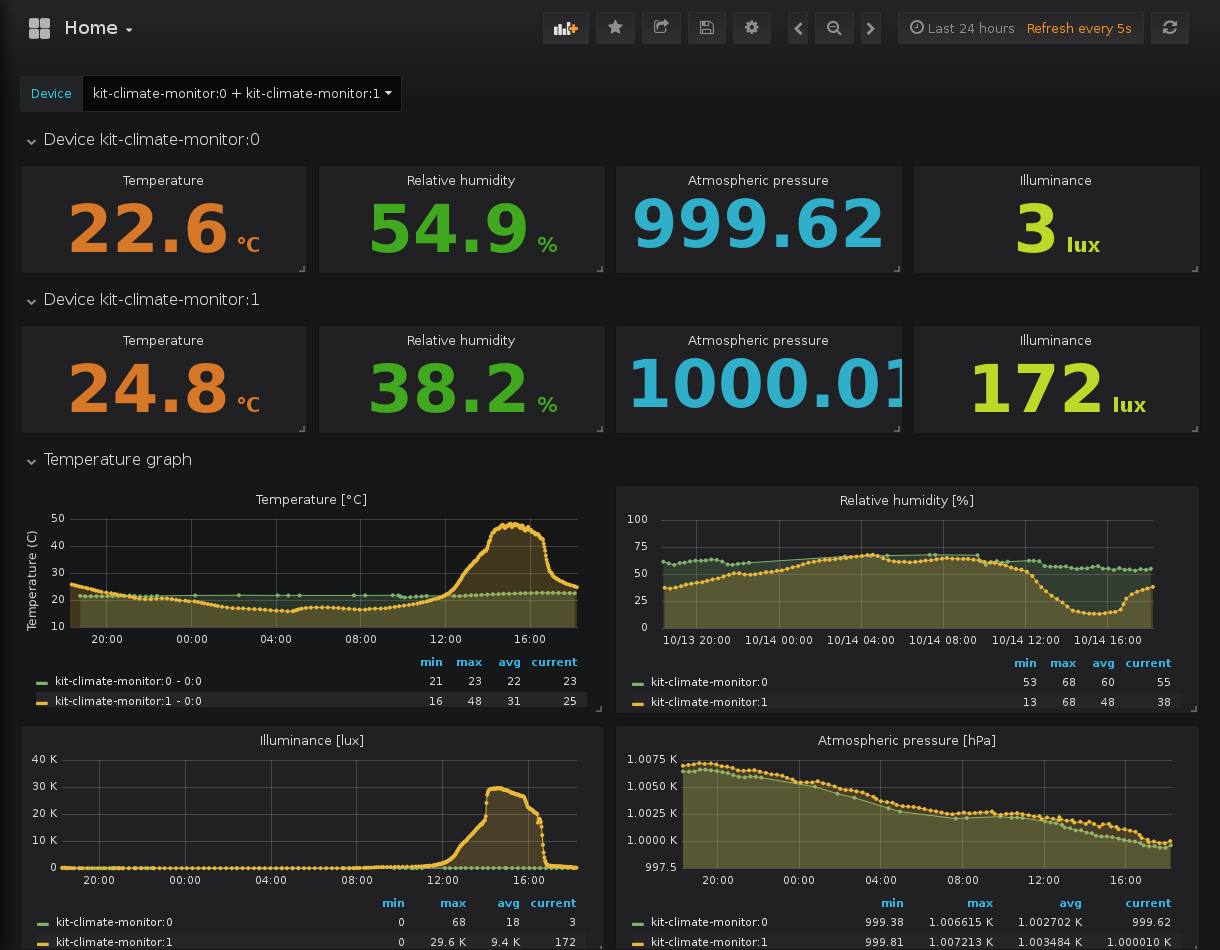 Home
Last 24 hours Refresh every 5s
Device kit-climate-monitor:0 + kit-climate-monitor:1
Device kit-climate-monitor:0
Temperature Relative humidity Atmospheric pressure Illuminance
22.6 °C 54.9 % 999.62 3 lux
Device kit-climate-monitor:1
Temperature Relative humidity Atmospheric pressure Illuminance
24.8 °C 38.2 % 1000.01 172 lux
Temperature graph
Temperature [°C]
Temperature (C)
50
40
30
20
10
20:00 00:00 04:00 08:00 12:00 16:00
min max avg current
kit-climate-monitor:0 - 0:0 21 23 22 23
kit-climate-monitor:1 - 0:0 16 48 31 25
Relative humidity [%]
100
75
50
25
0
10/13 20:00 10/14 00:00 10/14 04:00 10/14 08:00 10/14 12:00 10/14 16:00
min max avg current
kit-climate-monitor:0 53 68 60 55
kit-climate-monitor:1 13 68 48 38
Illuminance [lux]
40 K
30 K
20 K
10 K
0
20:00 00:00 04:00 08:00 12:00 16:00
min max avg current
kit-climate-monitor:0 0 68 18 3
kit-climate-monitor:1 0 29.6 K 9.4 K 172
Atmospheric pressure [hPa]
1.0075 K
1.0050 K
1.0025 K
1.0000 K
997.5
20:00 00:00 04:00 08:00 12:00 16:00
min max avg current
kit-climate-monitor:0 999.38 1.006615 K 1.002702 K 999.62
kit-climate-monitor:1 999.81 1.007213 K 1.003484 K 1.000010 K